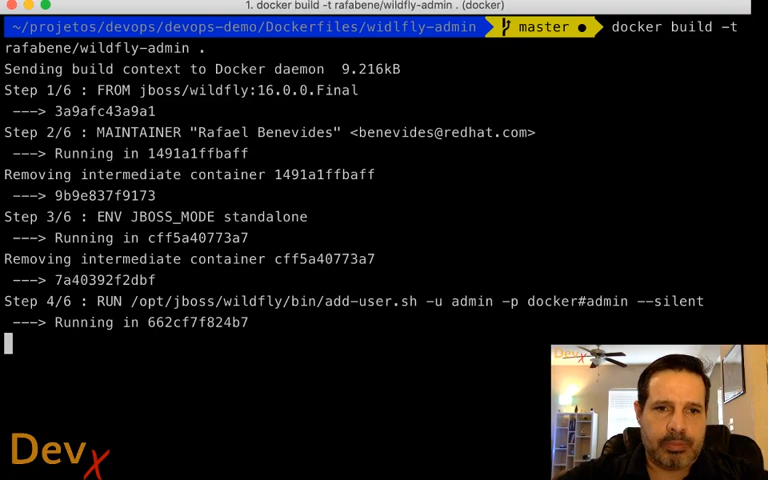 1. docker build -t rafabene/wildfly-admin . (docker)
~/projetos/devops/devops-demo/Dockerfiles/widlfly-admin master ● docker build -t
rafabene/wildfly-admin .
Sending build context to Docker daemon 9.216kB
Step 1/6 : FROM jboss/wildfly:16.0.0.Final
---> 3a9afc43a9a1
Step 2/6 : MAINTAINER "Rafael Benevides" <benevides@redhat.com>
---> Running in 1491a1ffbaff
Removing intermediate container 1491a1ffbaff
---> 9b9e837f9173
Step 3/6 : ENV JBOSS_MODE standalone
---> Running in cff5a40773a7
Removing intermediate container cff5a40773a7
---> 7a40392f2dbf
Step 4/6 : RUN /opt/jboss/wildfly/bin/add-user.sh -u admin -p docker#admin --silent
---> Running in 662cf7f824b7
Dev x
Dev x